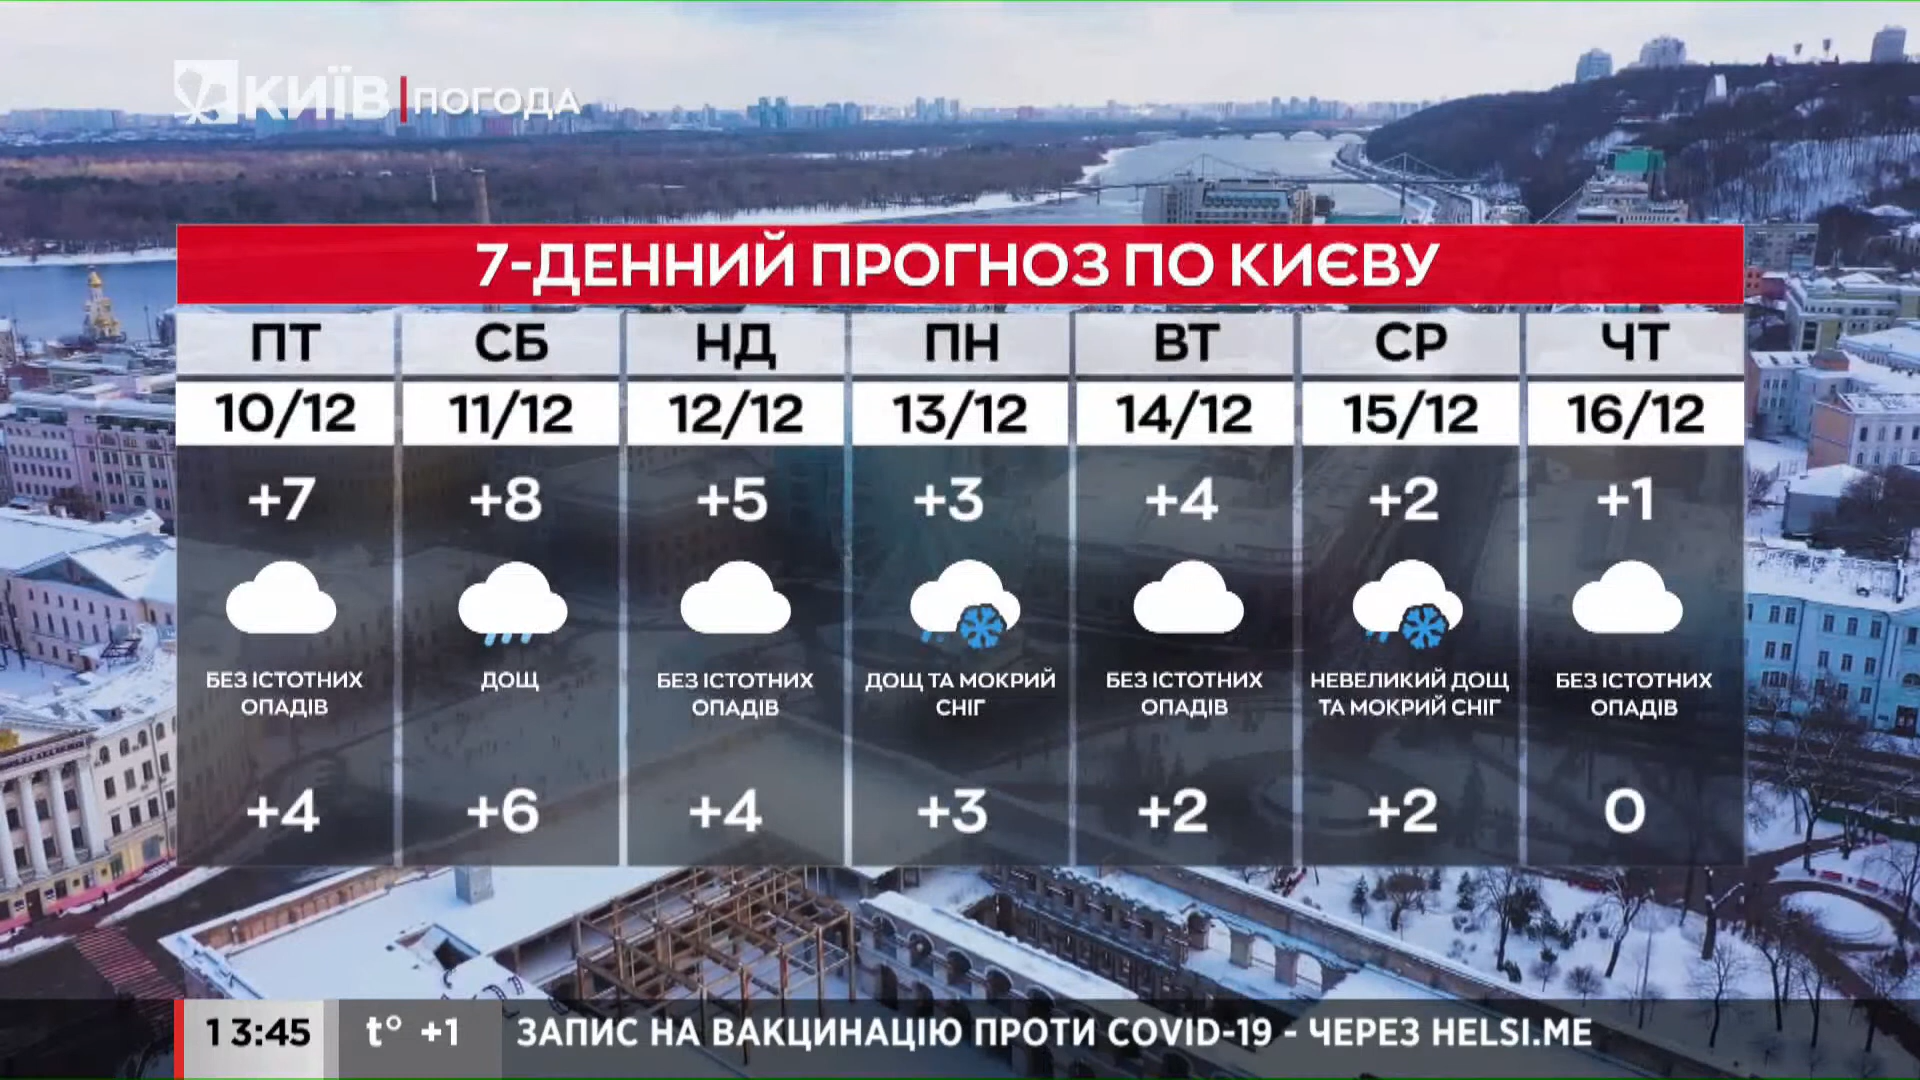 КИЇВ ПОГОДА
7-ДЕННИЙ ПРОГНОЗ ПО КИЄВУ
ПТ СБ НД ПН ВТ СР ЧТ
10/12 11/12 12/12 13/12 14/12 15/12 16/12
+7 +8 +5 +3 +4 +2 +1
БЕЗ ІСТОТНИХ ДОЩ БЕЗ ІСТОТНИХ ДОЩ ТА МОКРИЙ БЕЗ ІСТОТНИХ НЕВЕЛИКИЙ ДОЩ БЕЗ ІСТОТНИХ
ОПАДІВ ОПАДІВ СНІГ ОПАДІВ ТА МОКРИЙ СНІГ ОПАДІВ
+4 +6 +4 +3 +2 +2 0
13:45 t° +1 ЗАПИС НА ВАКЦИНАЦІЮ ПРОТИ COVID-19 - ЧЕРЕЗ HELSI.ME